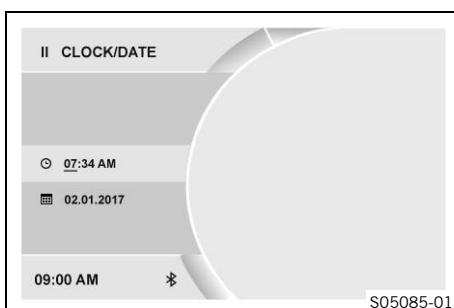 II CLOCK/DATE
07:34 AM
02.01.2017
09:00 AM
S05085-01